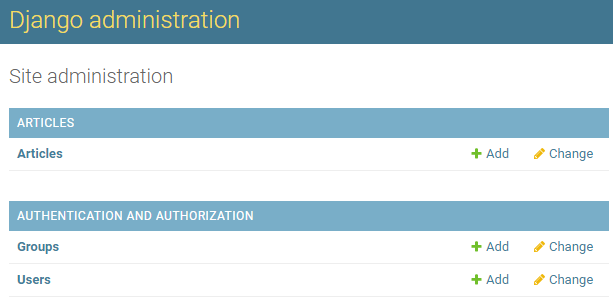 Django administration
Site administration
ARTICLES
Articles Add Change
AUTHENTICATION AND AUTHORIZATION
Groups Add Change
Users Add Change